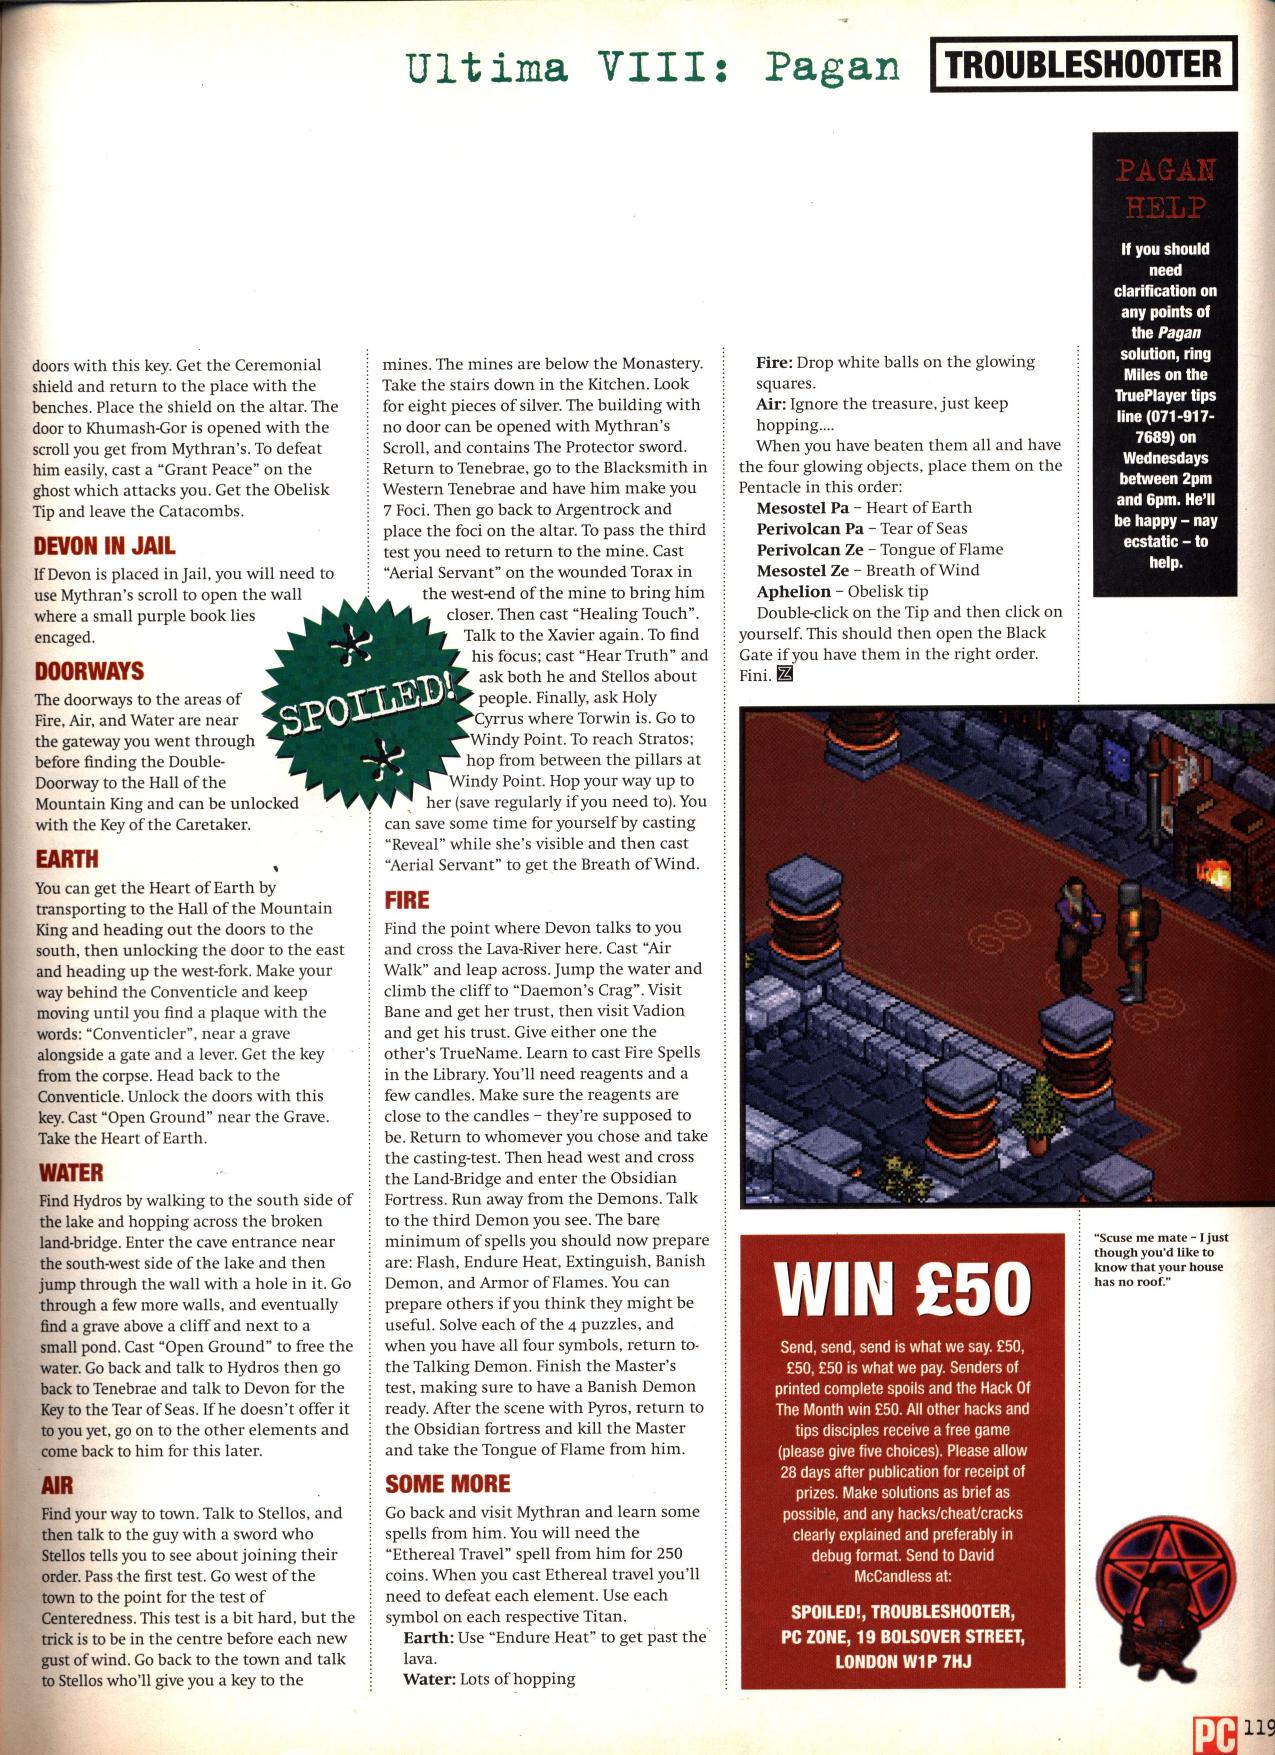 Ultima VIII: Pagan
TROUBLESHOOTER
doors with this key. Get the Ceremonial
shield and return to the place with the
benches. Place the shield on the altar. The
door to Khumash-Gor is opened with the
scroll you get from Mythran's. To defeat
him easily, cast a “Grant Peace” on the
ghost which attacks you. Get the Obelisk
Tip and leave the Catacombs.
DEVON IN JAIL
If Devon is placed in Jail, you will need to
use Mythran's scroll to open the wall
where a small purple book lies
encaged.
DOORWAYS
The doorways to the areas of
Fire, Air, and Water are near
the gateway you went through
before finding the Double-
Doorway to the Hall of the
Mountain King and can be unlocked
with the Key of the Caretaker.
EARTH
You can get the Heart of Earth by
transporting to the Hall of the Mountain
King and heading out the doors to the
south, then unlocking the door to the east
and heading up the west-fork. Make your
way behind the Conventicle and keep
moving until you find a plaque with the
words: “Conventicler”, near a grave
alongside a gate and a lever. Get the key
from the corpse. Head back to the
Conventicle. Unlock the doors with this
key. Cast “Open Ground” near the Grave.
Take the Heart of Earth.
WATER
Find Hydros by walking to the south side of
the lake and hopping across the broken
land-bridge. Enter the cave entrance near
the south-west side of the lake and then
jump through the wall with a hole in it. Go
through a few more walls, and eventually
find a grave above a cliff and next to a
small pond. Cast “Open Ground” to free the
water. Go back and talk to Hydros then go
back to Tenebrae and talk to Devon for the
Key to the Tear of Seas. If he doesn't offer it
to you yet, go on to the other elements and
come back to him for this later.
AIR
Find your way to town. Talk to Stellos, and
then talk to the guy with a sword who
Stellos tells you to see about joining their
order. Pass the first test. Go west of the
town to the point for the test of
Centeredness. This test is a bit hard, but the
trick is to be in the centre before each new
gust of wind. Go back to the town and talk
to Stellos who'll give you a key to the
SPOILED!
mines. The mines are below the Monastery.
Take the stairs down in the Kitchen. Look
for eight pieces of silver. The building with
no door can be opened with Mythran's
Scroll, and contains The Protector sword.
Return to Tenebrae, go to the Blacksmith in
Western Tenebrae and have him make you
7 Foci. Then go back to Argentrock and
place the foci on the altar. To pass the third
test you need to return to the mine. Cast
“Aerial Servant” on the wounded Torax in
the west-end of the mine to bring him
closer. Then cast “Healing Touch”.
Talk to the Xavier again. To find
his focus; cast “Hear Truth” and
ask both he and Stellos about
people. Finally, ask Holy
Cyrrus where Torwin is. Go to
Windy Point. To reach Stratos;
hop from between the pillars at
Windy Point. Hop your way up to
her (save regularly if you need to). You
can save some time for yourself by casting
“Reveal” while she's visible and then cast
“Aerial Servant” to get the Breath of Wind.
FIRE
Find the point where Devon talks to you
and cross the Lava-River here. Cast “Air
Walk” and leap across. Jump the water and
climb the cliff to “Daemon's Crag”. Visit
Bane and get her trust, then visit Vadion
and get his trust. Give either one the
other's TrueName. Learn to cast Fire Spells
in the Library. You'll need reagents and a
few candles. Make sure the reagents are
close to the candles – they're supposed to
be. Return to whomever you chose and take
the casting-test. Then head west and cross
the Land-Bridge and enter the Obsidian
Fortress. Run away from the Demons. Talk
to the third Demon you see. The bare
minimum of spells you should now prepare
are: Flash, Endure Heat, Extinguish, Banish
Demon, and Armor of Flames. You can
prepare others if you think they might be
useful. Solve each of the 4 puzzles, and
when you have all four symbols, return to-
the Talking Demon. Finish the Master's
test, making sure to have a Banish Demon
ready. After the scene with Pyros, return to
the Obsidian fortress and kill the Master
and take the Tongue of Flame from him.
SOME MORE
Go back and visit Mythran and learn some
spells from him. You will need the
“Ethereal Travel” spell from him for 250
coins. When you cast Ethereal travel you'll
need to defeat each element. Use each
symbol on each respective Titan.
Earth: Use “Endure Heat” to get past the
lava.
Water: Lots of hopping
Fire: Drop white balls on the glowing
squares.
Air: Ignore the treasure, just keep
hopping....
When you have beaten them all and have
the four glowing objects, place them on the
Pentacle in this order:
Mesostel Pa – Heart of Earth
Perivolcan Pa – Tear of Seas
Perivolcan Ze – Tongue of Flame
Mesostel Ze – Breath of Wind
Aphelion – Obelisk tip
Double-click on the Tip and then click on
yourself. This should then open the Black
Gate if you have them in the right order.
Fini. Z
PAGAN
HELP
If you should
need
clarification on
any points of
the Pagan
solution, ring
Miles on the
TruePlayer tips
line (071-917-
7689) on
Wednesdays
between 2pm
and 6pm. He'll
be happy – nay
ecstatic – to
help.
“Scuse me mate – I just
though you'd like to
know that your house
has no roof.”
WIN £50
Send, send, send is what we say. £50,
£50, £50 is what we pay. Senders of
printed complete spoils and the Hack Of
The Month win £50. All other hacks and
tips disciples receive a free game
(please give five choices). Please allow
28 days after publication for receipt of
prizes. Make solutions as brief as
possible, and any hacks/cheat/cracks
clearly explained and preferably in
debug format. Send to David
McCandless at:
SPOILED!, TROUBLESHOOTER,
PC ZONE, 19 BOLSOVER STREET,
LONDON W1P 7HJ
PC 119